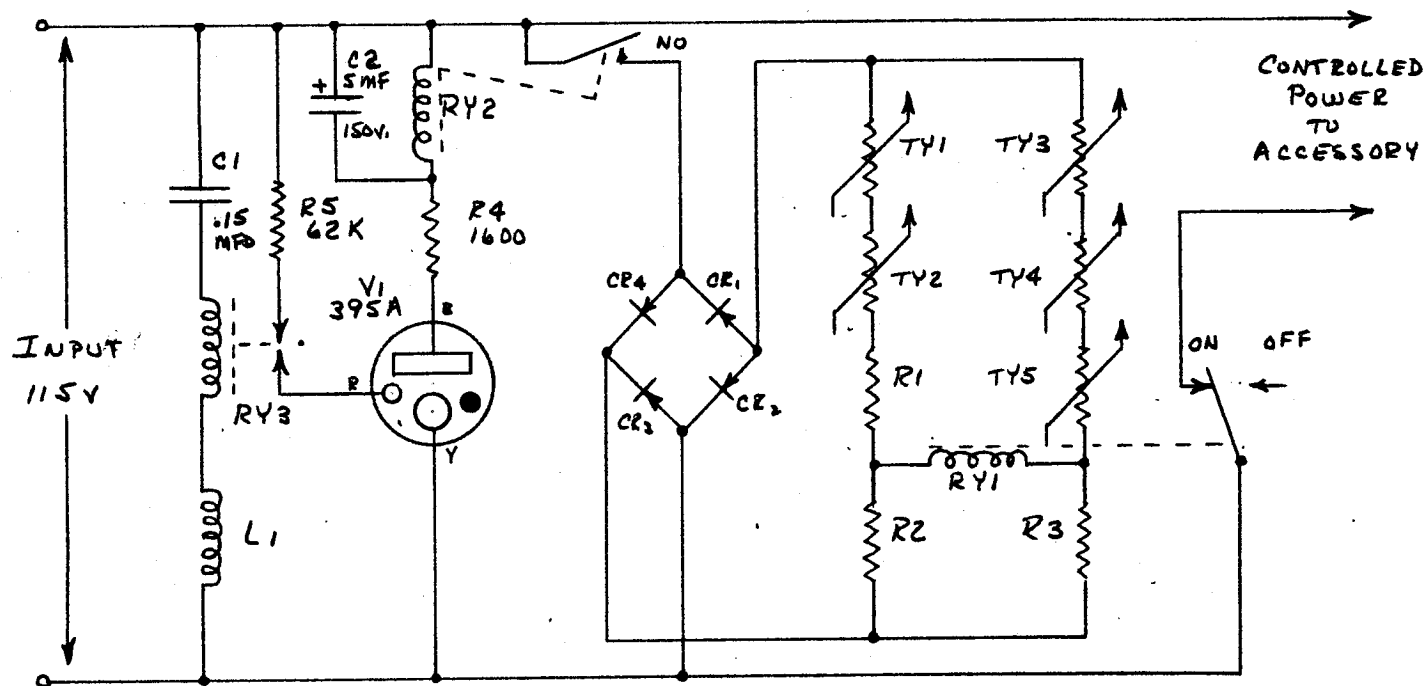 INPUT
115V
C1
.15
MFD
R5
62K
C2
5MF
+
150V.
RY2
R4
1600
V1
395A
B
R
Y
RY3
L1
NO
CR4
CR1
CR3
CR2
TY1
TY2
R1
R2
TY3
TY4
TY5
RY1
R3
CONTROLLED
POWER
TO
ACCESSORY
ON OFF